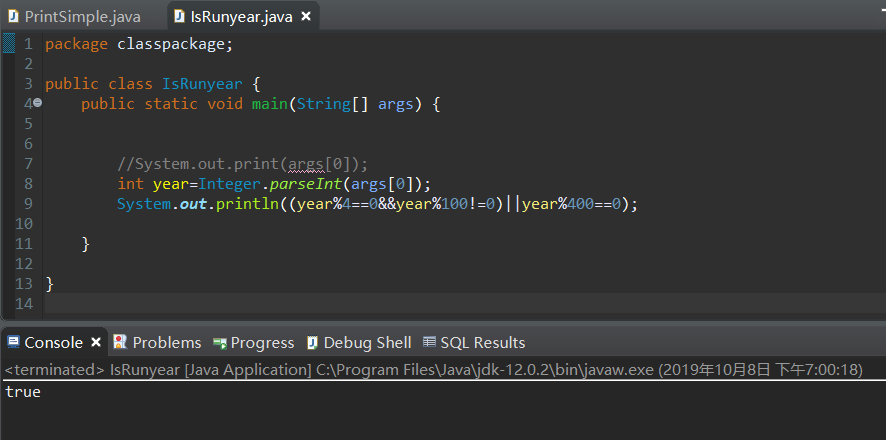 PrintSimple.java IsRunyear.java
1 package classpackage;
2
3 public class IsRunyear {
4 public static void main(String[] args) {
5
6
7 //System.out.print(args[0]);
8 int year=Integer.parseInt(args[0]);
9 System.out.println((year%4==0&&year%100!=0)||year%400==0);
10
11 }
12
13 }
14
Console Problems Progress Debug Shell SQL Results
<terminated> IsRunyear [Java Application] C:\Program Files\Java\jdk-12.0.2\bin\javaw.exe (2019年10月8日 下午7:00:18)
true